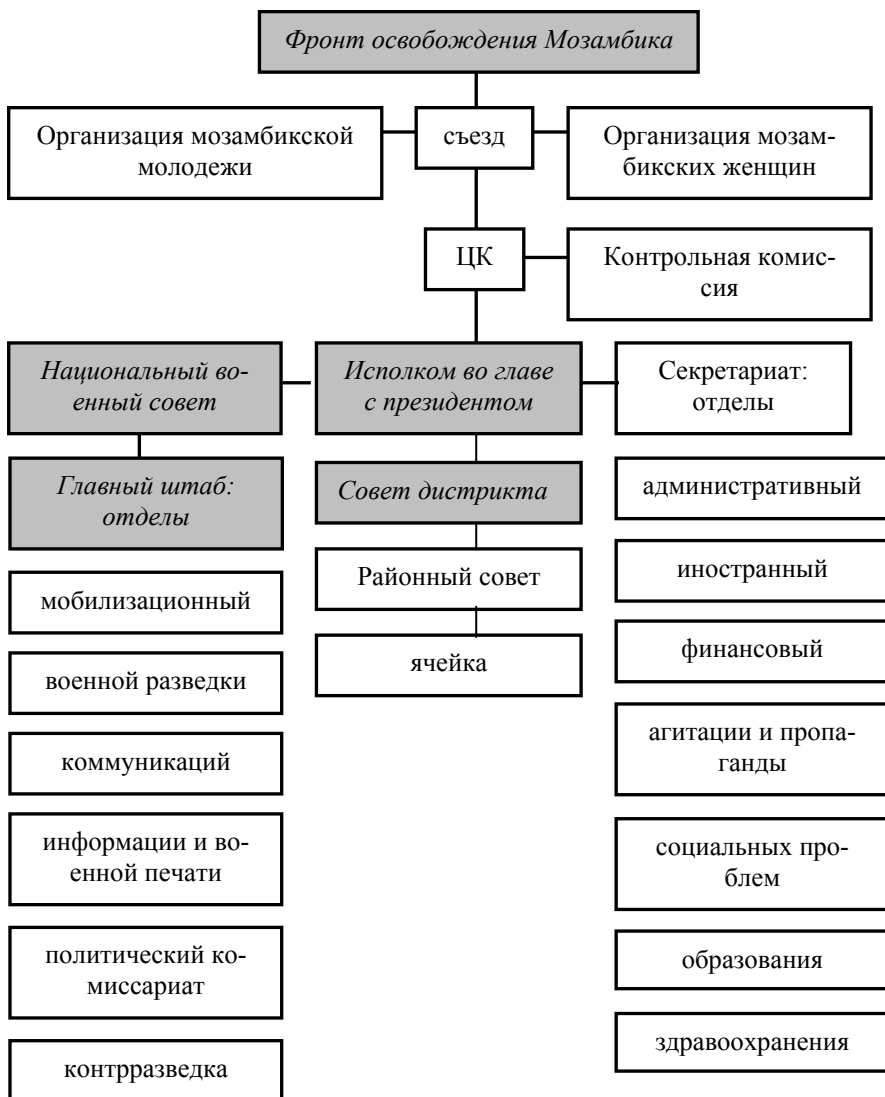 Фронт освобождения Мозамбика
Организация мозамбикской
молодежи
съезд
Организация мозам-
бикских женщин
ЦК
Контрольная комис-
сия
Национальный во-
енный совет
Исполком во главе
с президентом
Секретариат:
отделы
Главный штаб:
отделы
Совет дистрикта
Районный совет
ячейка
мобилизационный
военной разведки
коммуникаций
информации и во-
енной печати
политический ко-
миссариат
контрразведка
административный
иностранный
финансовый
агитации и пропа-
ганды
социальных про-
блем
образования
здравоохранения